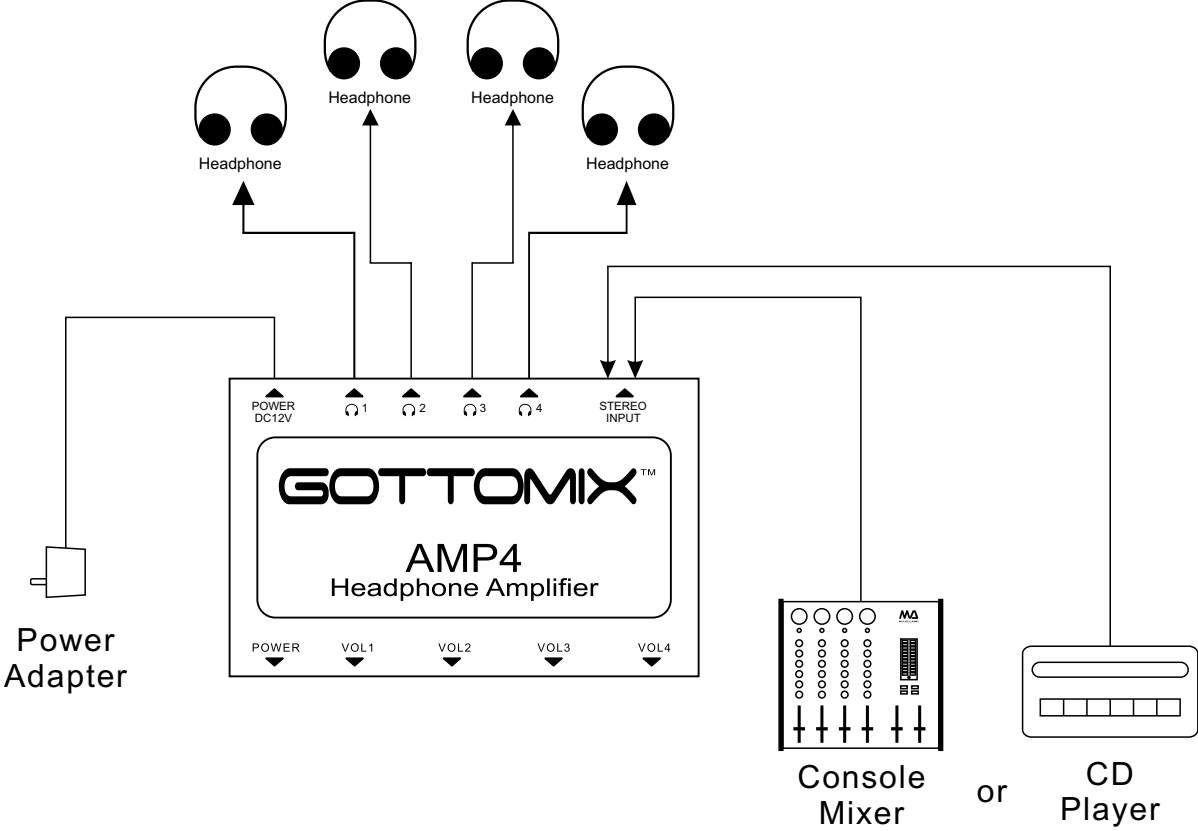 Headphone
Headphone
Headphone
Headphone
POWER
DC12V
1
2
3
4
STEREO
INPUT
GOTTOMIX™
AMP4
Headphone Amplifier
POWER
VOL1
VOL2
VOL3
VOL4
Power
Adapter
Console
Mixer
or
CD
Player